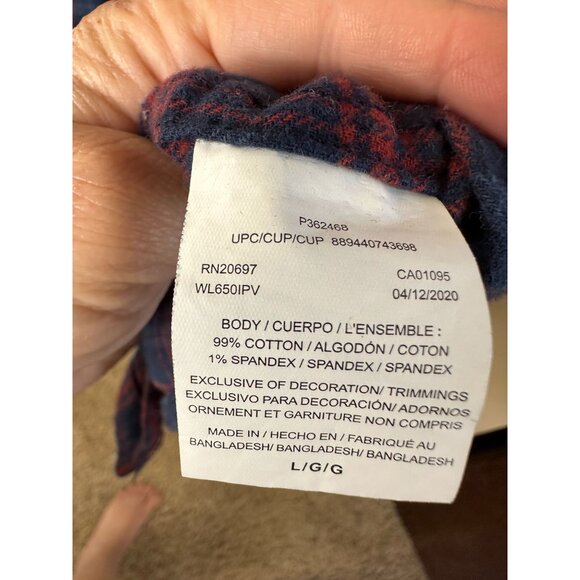 P36246B
UPC/CUP/CUP 889440743698
RN20697 CA01095
WL650IPV 04/12/2020
BODY / CUERPO / L'ENSEMBLE :
99% COTTON / ALGODÓN / COTON
1% SPANDEX / SPANDEX / SPANDEX
EXCLUSIVE OF DECORATION/ TRIMMINGS
EXCLUSIVO PARA DECORACIÓN/ ADORNOS
ORNEMENT ET GARNITURE NON COMPRIS
MADE IN / HECHO EN / FABRIQUÉ AU
BANGLADESH/ BANGLADESH/ BANGLADESH
L/G/G